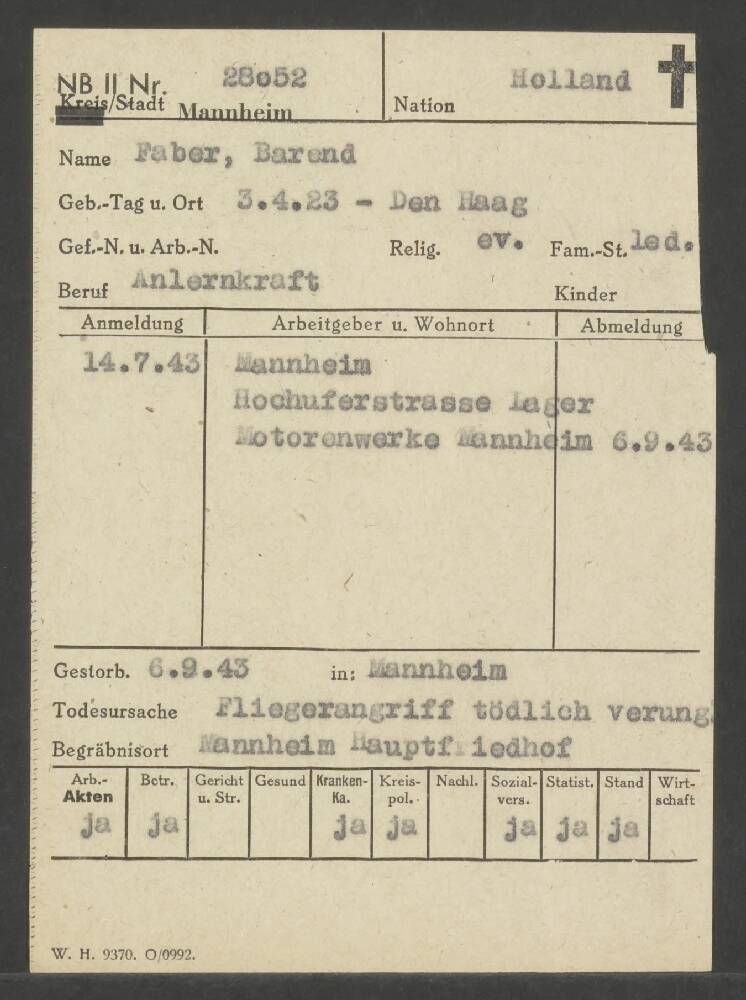 NB II Nr. 28052 Holland
Kreis/Stadt Mannheim Nation
Name Faber, Barend
Geb.-Tag u. Ort 3.4.23 - Den Haag
Gef.-N. u. Arb.-N. Relig. ev. Fam.-St. led.
Beruf Anlernkraft Kinder
Anmeldung Arbeitgeber u. Wohnort Abmeldung
14.7.43 Mannheim
Hochuferstrasse Lager
Motorenwerke Mannheim 6.9.43
Gestorb. 6.9.43 in: Mannheim
Todesursache Fliegerangriff tödlich verung.
Begräbnisort Mannheim Hauptfriedhof
Arb.- Betr. Gericht Gesund Kranken- Kreis- Nachl. Sozial- Statist. Stand Wirt-
Akten u. Str. Ka. pol. vers. schaft
ja ja ja ja ja ja ja
W. H. 9370. O/0992.